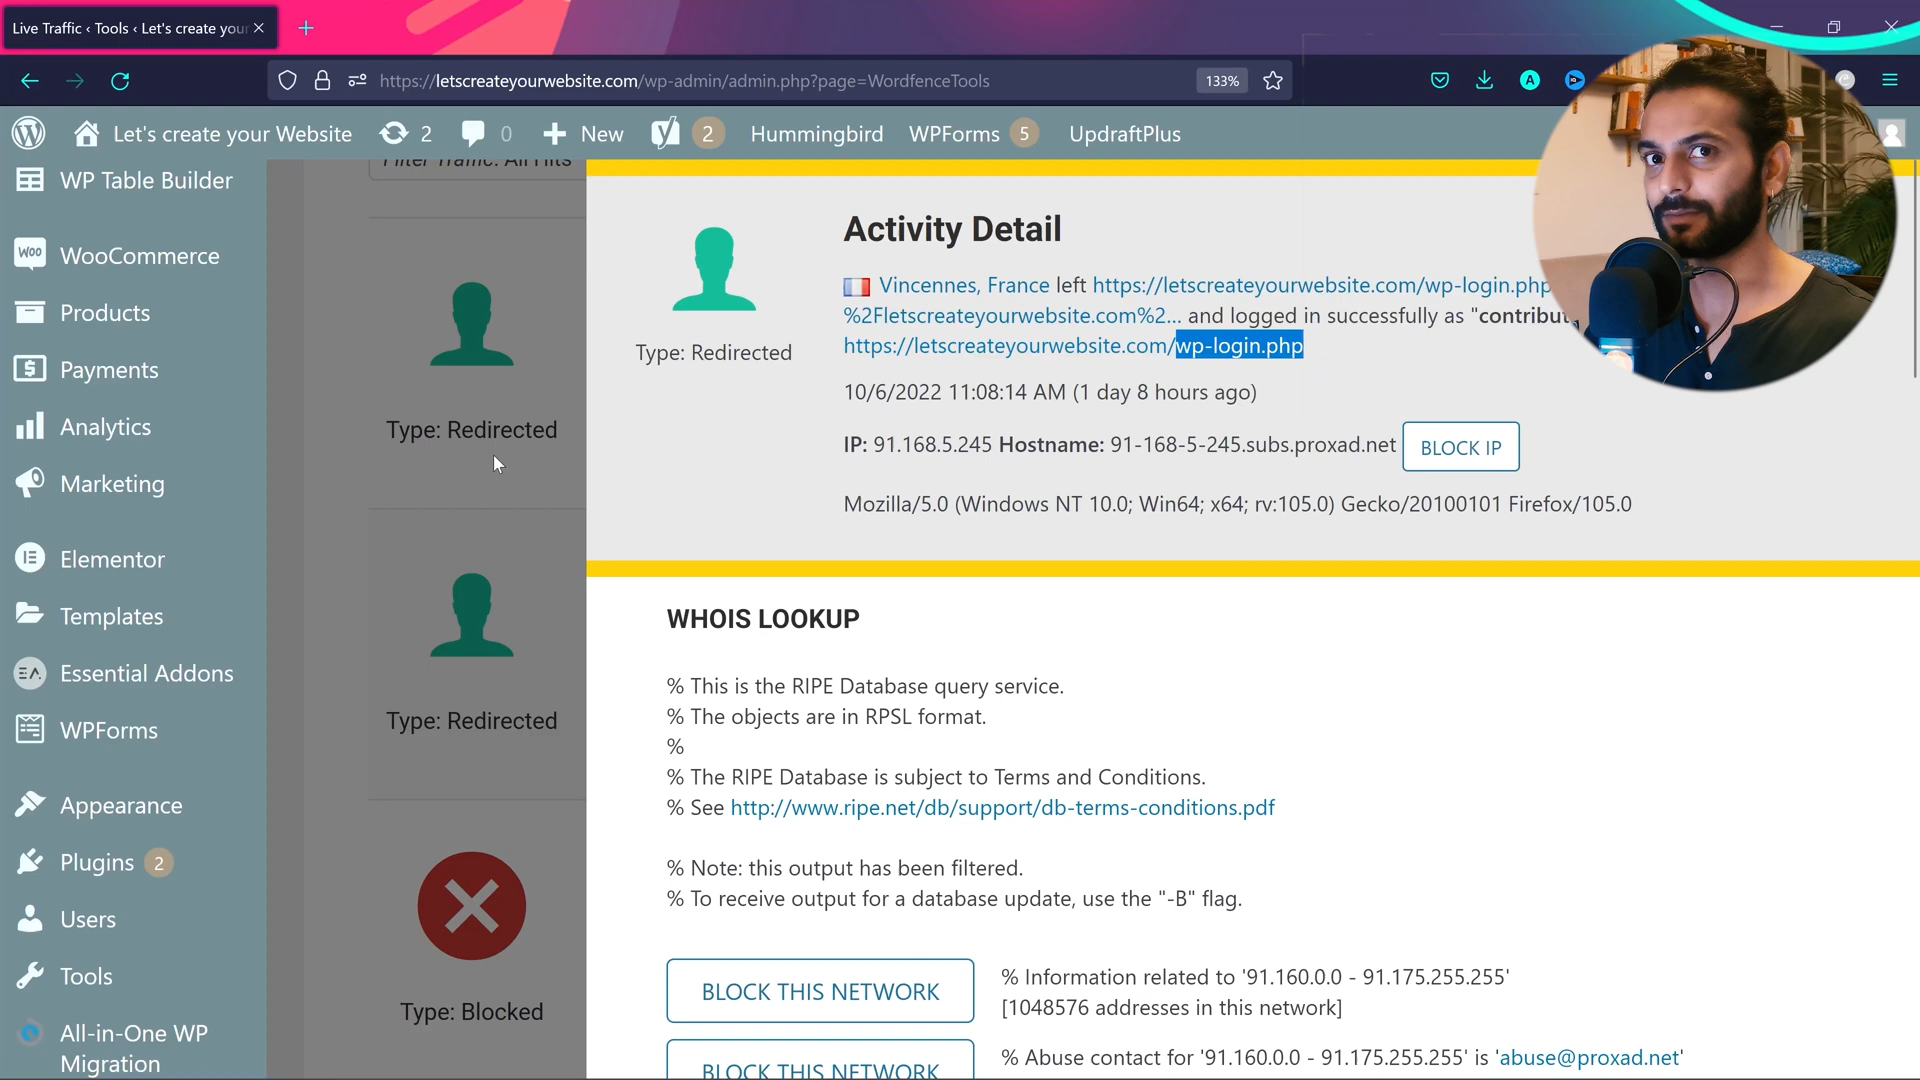 Live Traffic ‹ Tools ‹ Let's create your
https://letscreateyourwebsite.com/wp-admin/admin.php?page=WordfenceTools
133%
Let's create your Website
2
0
New
2
Hummingbird
WPForms
5
UpdraftPlus
WP Table Builder
WooCommerce
Products
Payments
Analytics
Marketing
Elementor
Templates
Essential Addons
WPForms
Appearance
Plugins
2
Users
Tools
All-in-One WP
Migration
Filter Traffic: All Hits
Type: Redirected
Type: Redirected
Type: Blocked
Type: Redirected
Activity Detail
Vincennes, France left https://letscreateyourwebsite.com/wp-login.php
%2Fletscreateyourwebsite.com%2... and logged in successfully as "
https://letscreateyourwebsite.com/wp-login.php
10/6/2022 11:08:14 AM (1 day 8 hours ago)
IP: 91.168.5.245 Hostname: 91-168-5-245.subs.proxad.net
BLOCK IP
Mozilla/5.0 (Windows NT 10.0; Win64; x64; rv:105.0) Gecko/20100101 Firefox/105.0
WHOIS LOOKUP
% This is the RIPE Database query service.
% The objects are in RPSL format.
%
% The RIPE Database is subject to Terms and Conditions.
% See http://www.ripe.net/db/support/db-terms-conditions.pdf
% Note: this output has been filtered.
% To receive output for a database update, use the "-B" flag.
BLOCK THIS NETWORK
% Information related to '91.160.0.0 - 91.175.255.255'
[1048576 addresses in this network]
BLOCK THIS NETWORK
% Abuse contact for '91.160.0.0 - 91.175.255.255' is 'abuse@proxad.net'